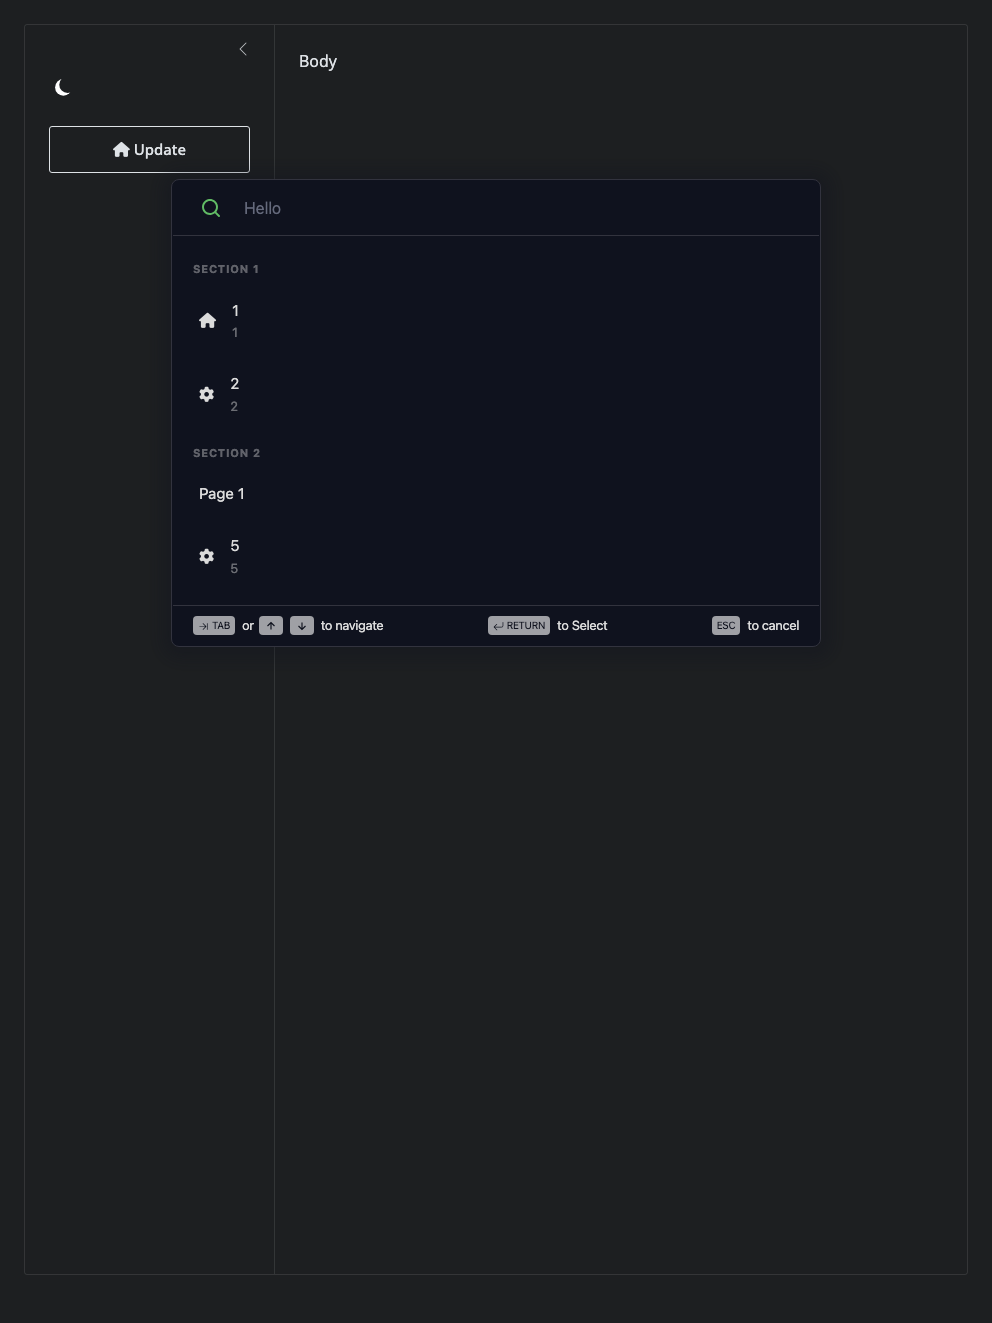 Body
Update
Hello
SECTION 1
1
1
2
2
SECTION 2
Page 1
5
5
TAB or to navigate RETURN to Select ESC to cancel